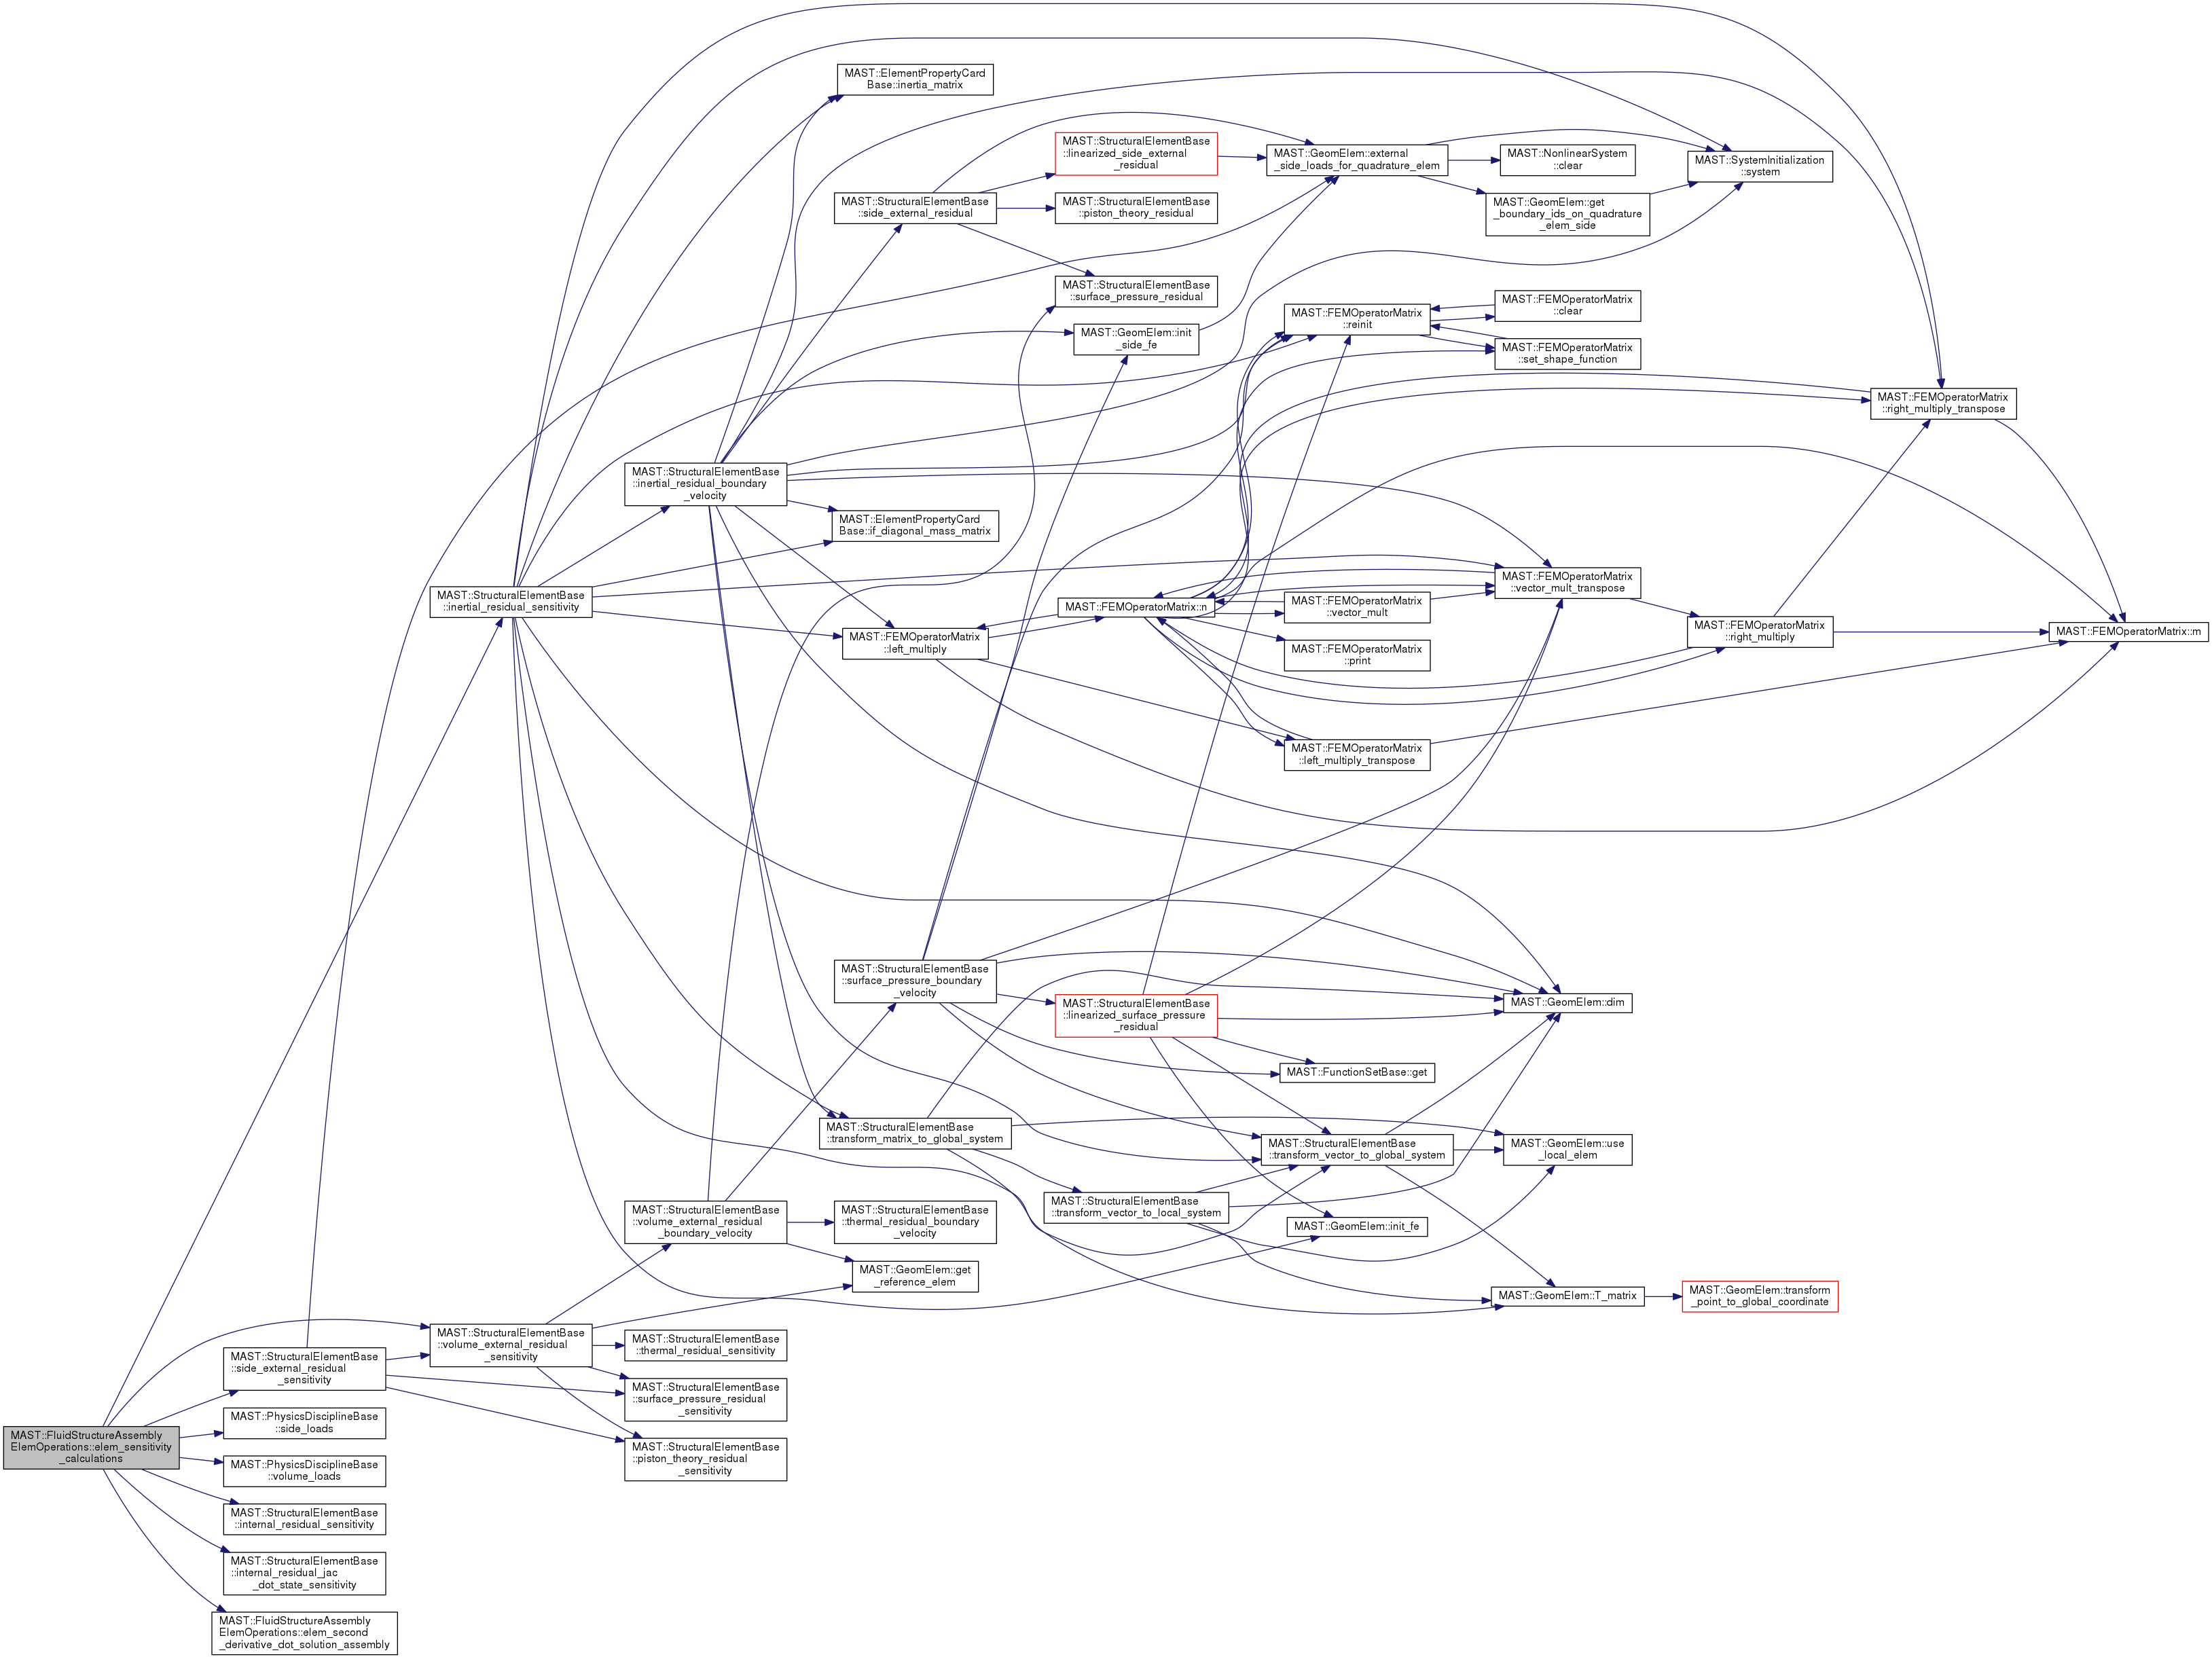 MAST::FluidStructureAssembly
ElemOperations::elem_sensitivity
_calculations
MAST::StructuralElementBase
::inertial_residual_sensitivity
MAST::StructuralElementBase
::side_external_residual
_sensitivity
MAST::PhysicsDisciplineBase
::side_loads
MAST::PhysicsDisciplineBase
::volume_loads
MAST::StructuralElementBase
::internal_residual_sensitivity
MAST::StructuralElementBase
::internal_residual_jac
_dot_state_sensitivity
MAST::FluidStructureAssembly
ElemOperations::elem_second
_derivative_dot_solution_assembly
MAST::StructuralElementBase
::volume_external_residual
_sensitivity
MAST::StructuralElementBase
::inertial_residual_boundary
_velocity
MAST::StructuralElementBase
::volume_external_residual
_boundary_velocity
MAST::StructuralElementBase
::thermal_residual_sensitivity
MAST::StructuralElementBase
::surface_pressure_residual
_sensitivity
MAST::StructuralElementBase
::piston_theory_residual
_sensitivity
MAST::ElementPropertyCard
Base::inertia_matrix
MAST::StructuralElementBase
::side_external_residual
MAST::ElementPropertyCard
Base::if_diagonal_mass_matrix
MAST::FEMOperatorMatrix
::left_multiply
MAST::StructuralElementBase
::surface_pressure_boundary
_velocity
MAST::StructuralElementBase
::transform_matrix_to_global_system
MAST::StructuralElementBase
::thermal_residual_boundary
_velocity
MAST::GeomElem::get
_reference_elem
MAST::StructuralElementBase
::linearized_side_external
_residual
MAST::StructuralElementBase
::piston_theory_residual
MAST::StructuralElementBase
::surface_pressure_residual
MAST::GeomElem::init
_side_fe
MAST::FEMOperatorMatrix::n
MAST::StructuralElementBase
::linearized_surface_pressure
_residual
MAST::StructuralElementBase
::transform_vector_to_local_system
MAST::GeomElem::external
_side_loads_for_quadrature_elem
MAST::FEMOperatorMatrix
::reinit
MAST::FEMOperatorMatrix
::vector_mult
MAST::FEMOperatorMatrix
::print
MAST::FEMOperatorMatrix
::left_multiply_transpose
MAST::FunctionSetBase::get
MAST::StructuralElementBase
::transform_vector_to_global_system
MAST::GeomElem::init_fe
MAST::NonlinearSystem
::clear
MAST::GeomElem::get
_boundary_ids_on_quadrature
_elem_side
MAST::FEMOperatorMatrix
::clear
MAST::FEMOperatorMatrix
::set_shape_function
MAST::FEMOperatorMatrix
::vector_mult_transpose
MAST::GeomElem::dim
MAST::GeomElem::use
_local_elem
MAST::GeomElem::T_matrix
MAST::SystemInitialization
::system
MAST::FEMOperatorMatrix
::right_multiply
MAST::GeomElem::transform
_point_to_global_coordinate
MAST::FEMOperatorMatrix
::right_multiply_transpose
MAST::FEMOperatorMatrix::m